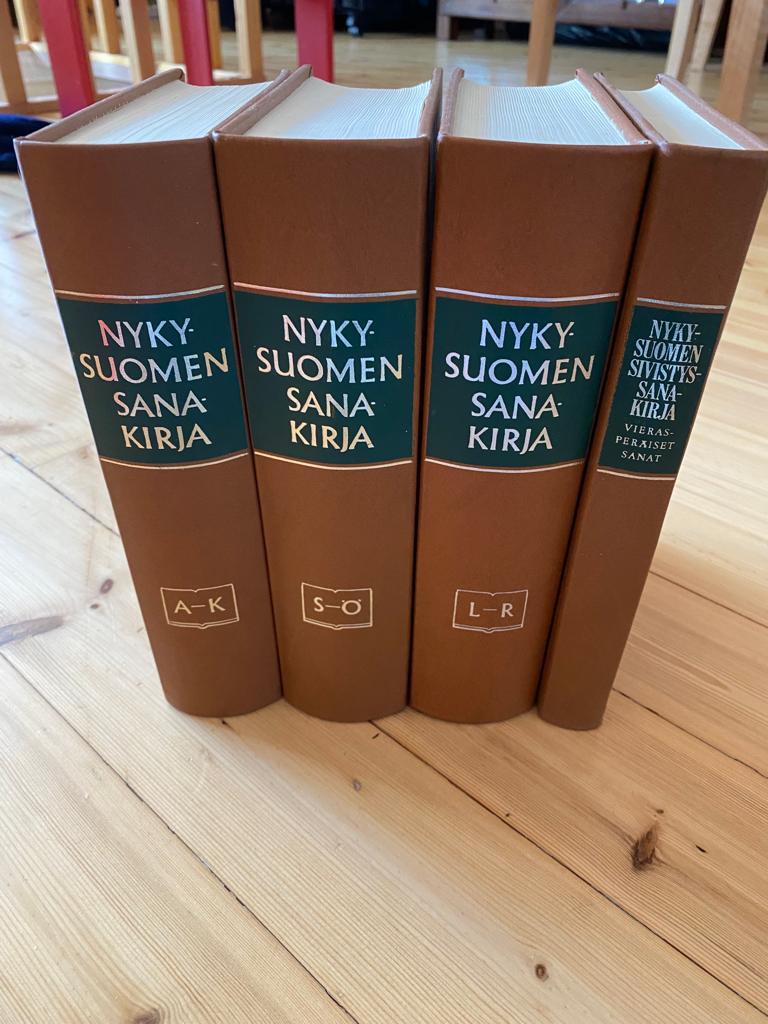 NYKY-
SUOMEN
SANA-
KIRJA
A–K
NYKY-
SUOMEN
SANA-
KIRJA
S–Ö
NYKY-
SUOMEN
SANA-
KIRJA
L–R
NYKY-
SUOMEN
SIVISTYS-
SANA-
KIRJA
VIERAS-
PERÄISET
SANAT